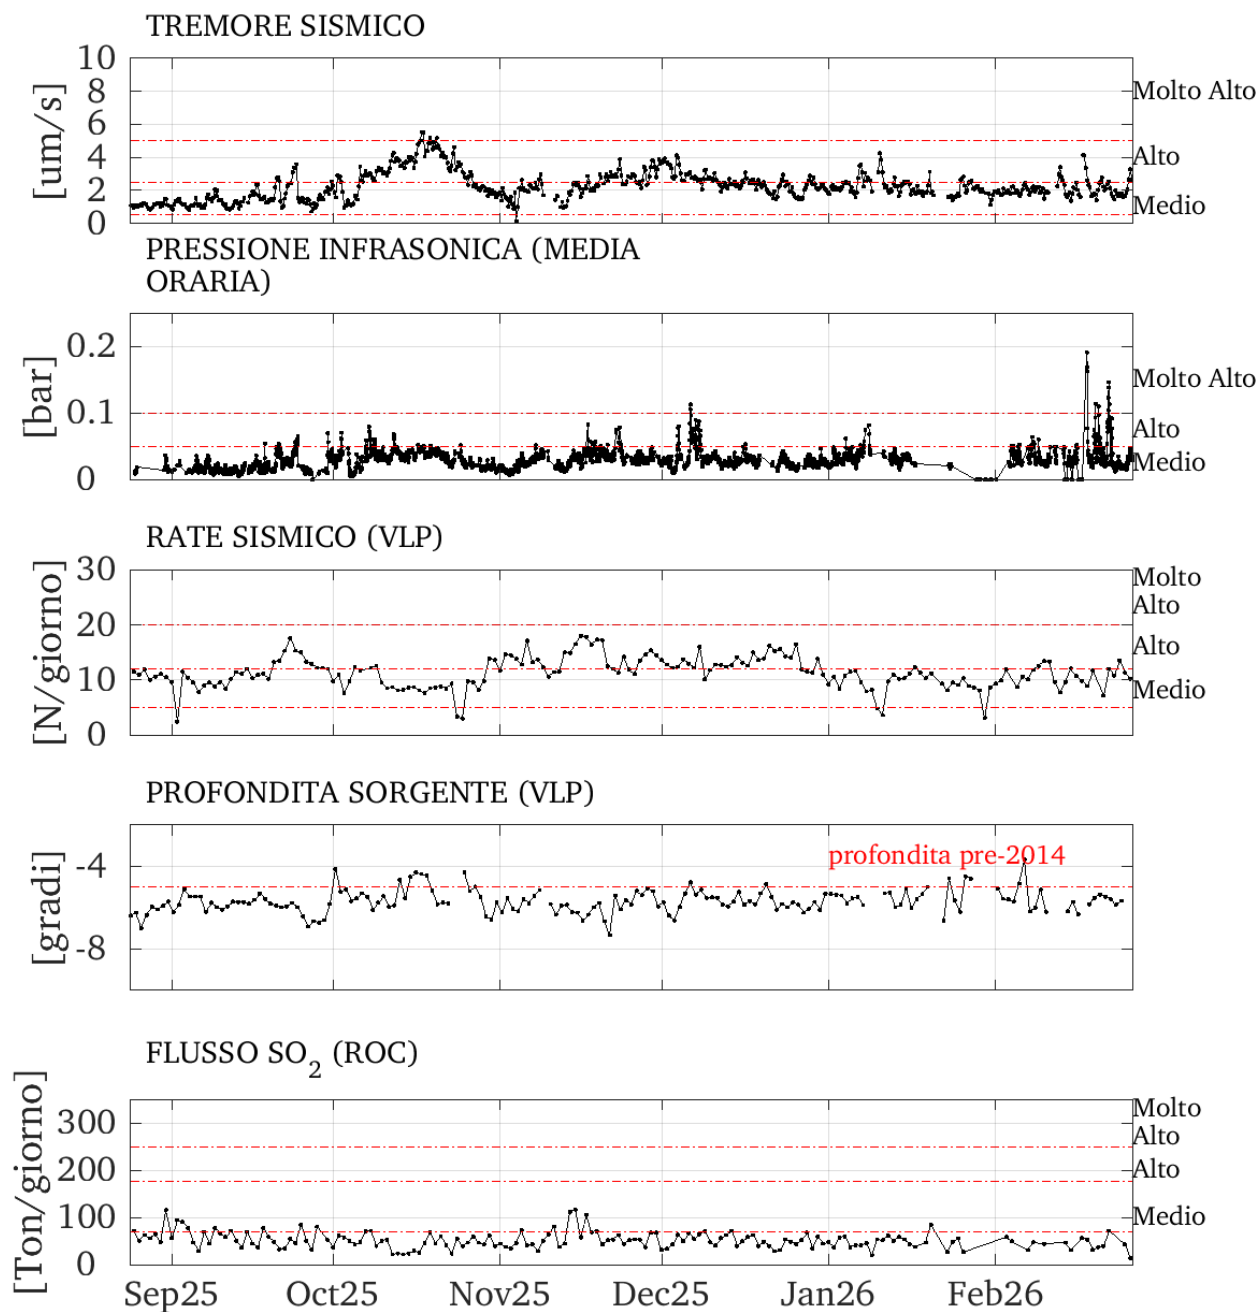 TREMORE SISMICO
10
8
6
4
2
0
[um/s]
Molto Alto
Alto
Medio
PRESSIONE INFRASONICA (MEDIA
ORARIA)
0.2
0.1
0
[bar]
Molto Alto
Alto
Medio
RATE SISMICO (VLP)
30
20
10
0
[N/giorno]
Molto
Alto
Alto
Medio
PROFONDITA SORGENTE (VLP)
-4
-8
[gradi]
profondita pre-2014
FLUSSO SO2 (ROC)
300
200
100
0
[Ton/giorno]
Molto
Alto
Alto
Medio
Sep25 Oct25 Nov25 Dec25 Jan26 Feb26